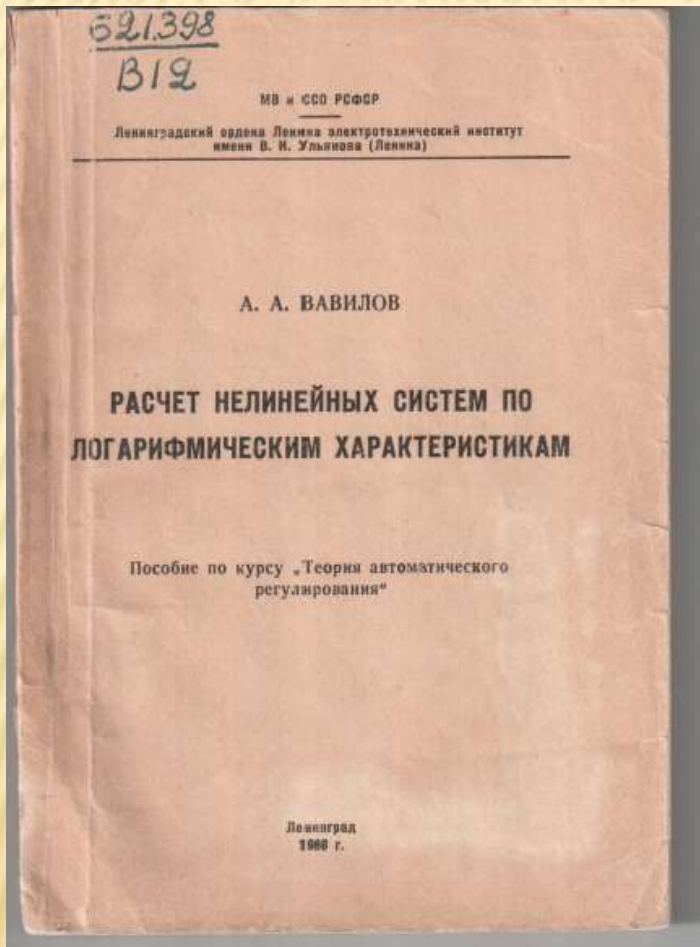 621.398
В12
МВ и ССО РСФСР
Ленинградский ордена Ленина электротехнический институт
имени В. И. Ульянова (Ленина)
А. А. ВАВИЛОВ
РАСЧЕТ НЕЛИНЕЙНЫХ СИСТЕМ ПО
ЛОГАРИФМИЧЕСКИМ ХАРАКТЕРИСТИКАМ
Пособие по курсу „Теория автоматического
регулирования“
Ленинград
г.